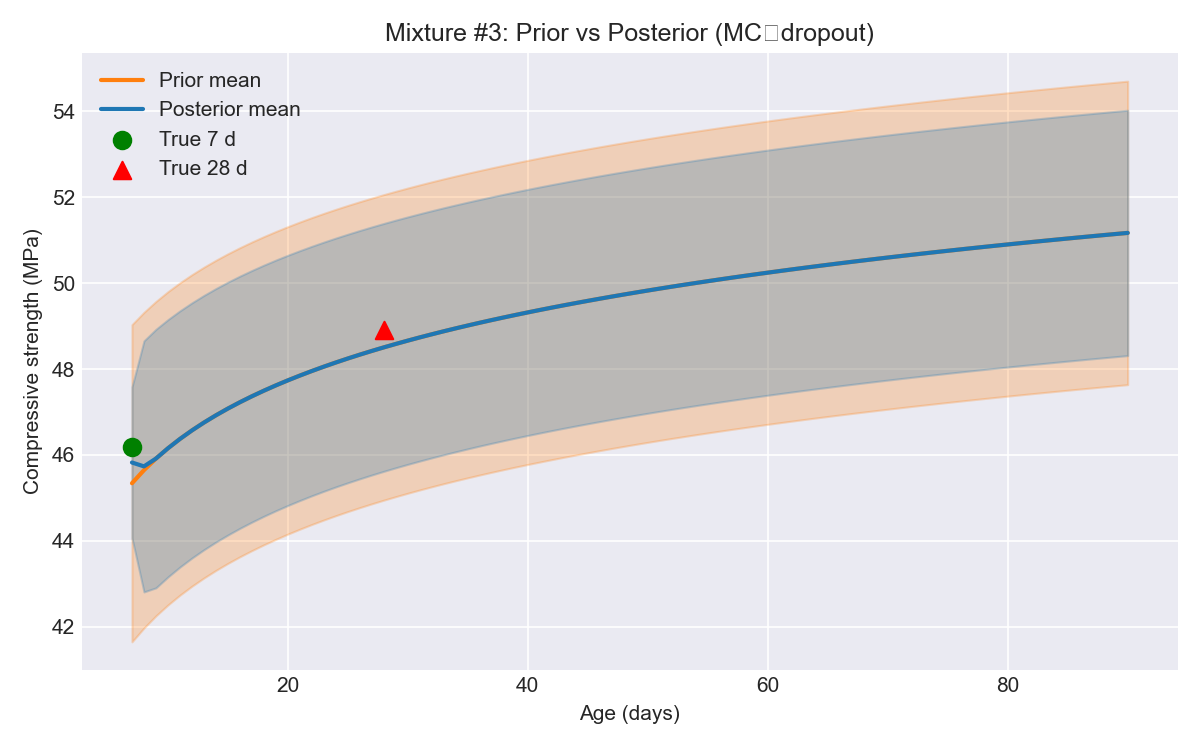 Mixture #3: Prior vs Posterior (MC□dropout)
Prior mean
Posterior mean
True 7 d
True 28 d
Compressive strength (MPa)
54
52
50
48
46
44
42
20
40
60
80
Age (days)